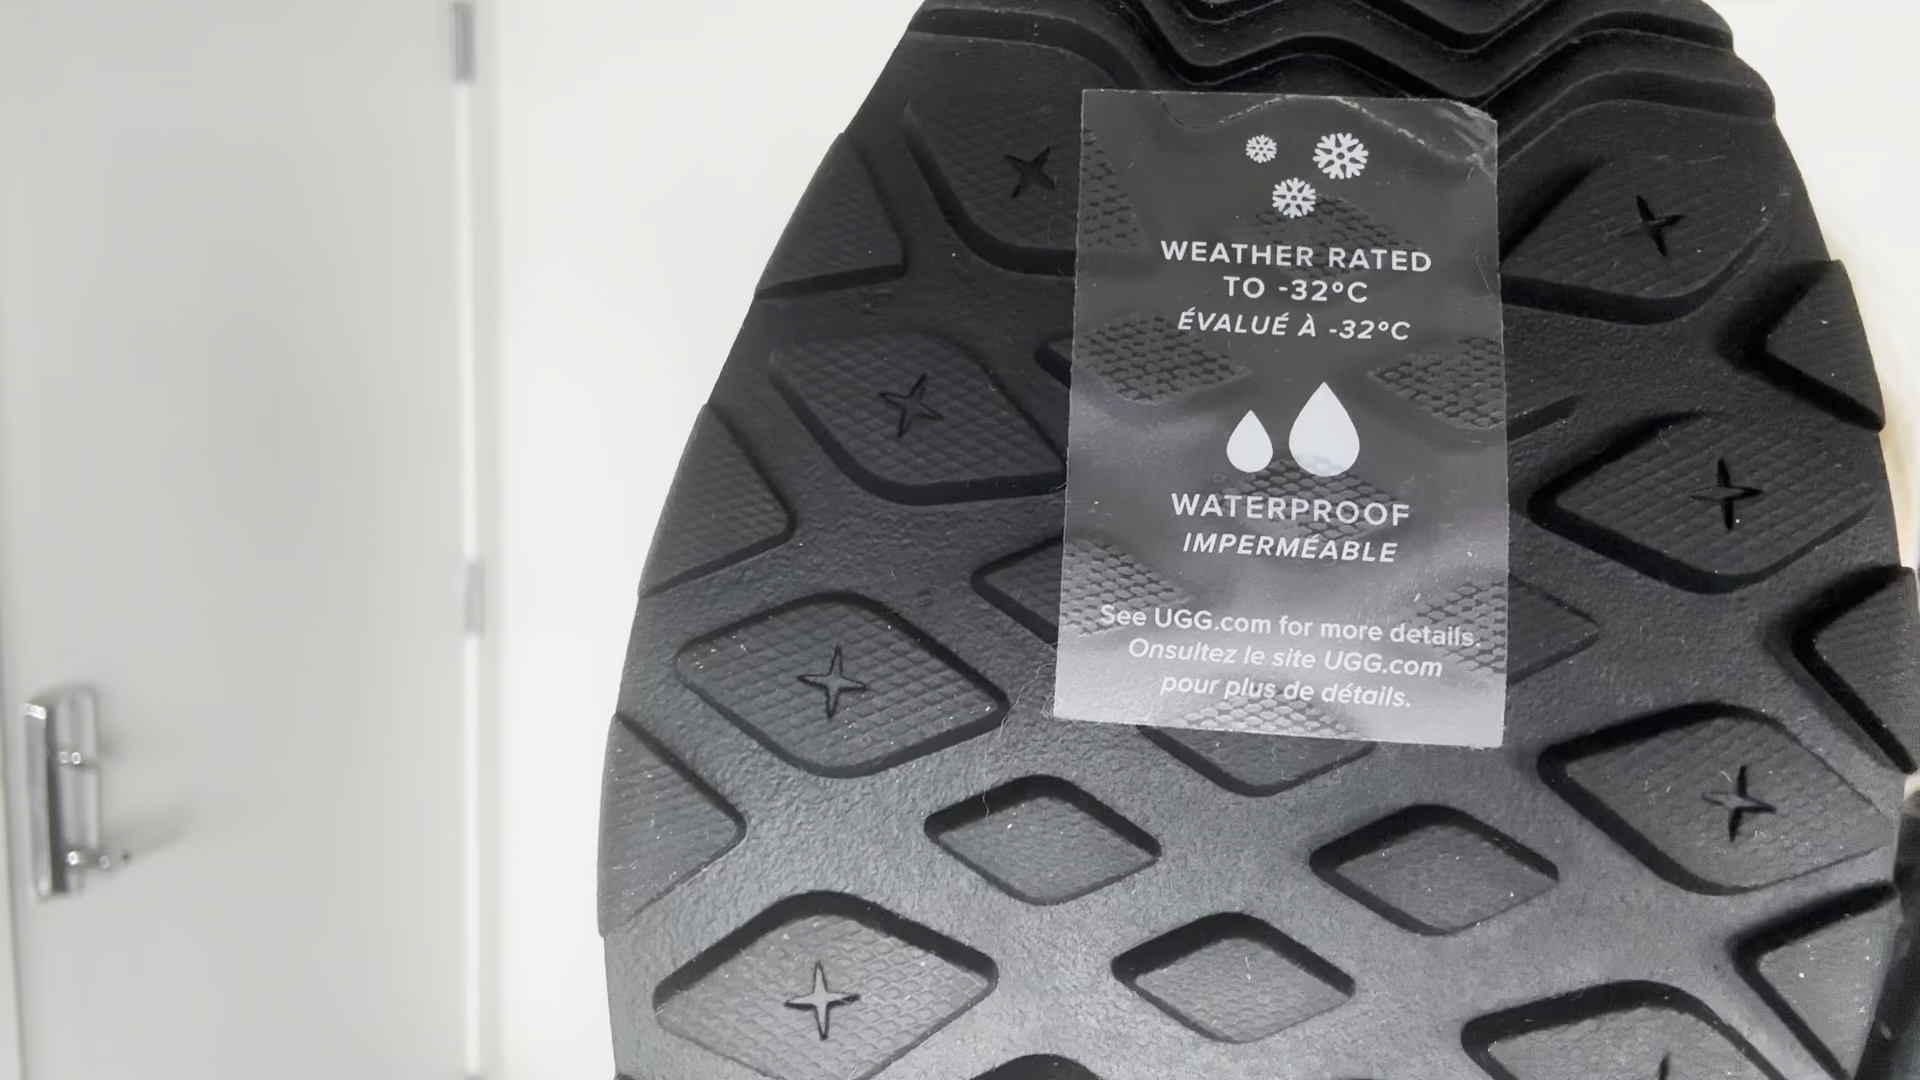 WEATHER RATED
TO -32°C
ÉVALUÉ À -32°C
WATERPROOF
IMPERMÉABLE
See UGG.com for more details.
Onsultez le site UGG.com
pour plus de détails.